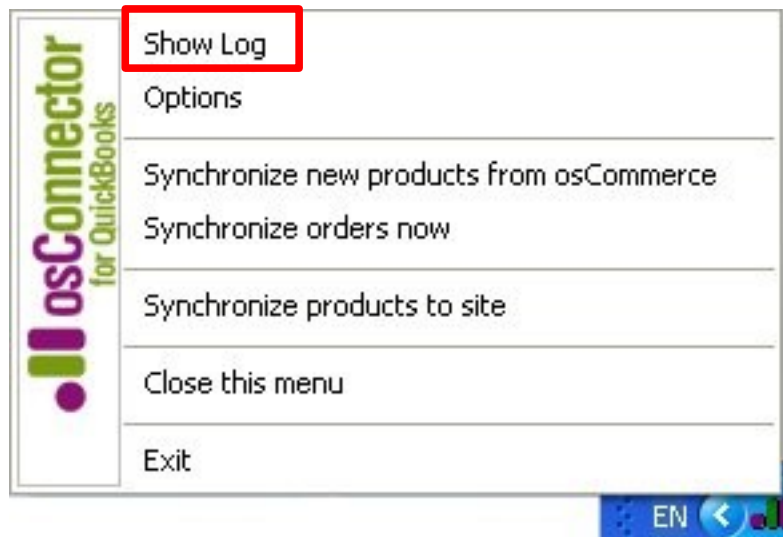 osConnector
for QuickBooks
Show Log
Options
Synchronize new products from osCommerce
Synchronize orders now
Synchronize products to site
Close this menu
Exit
EN